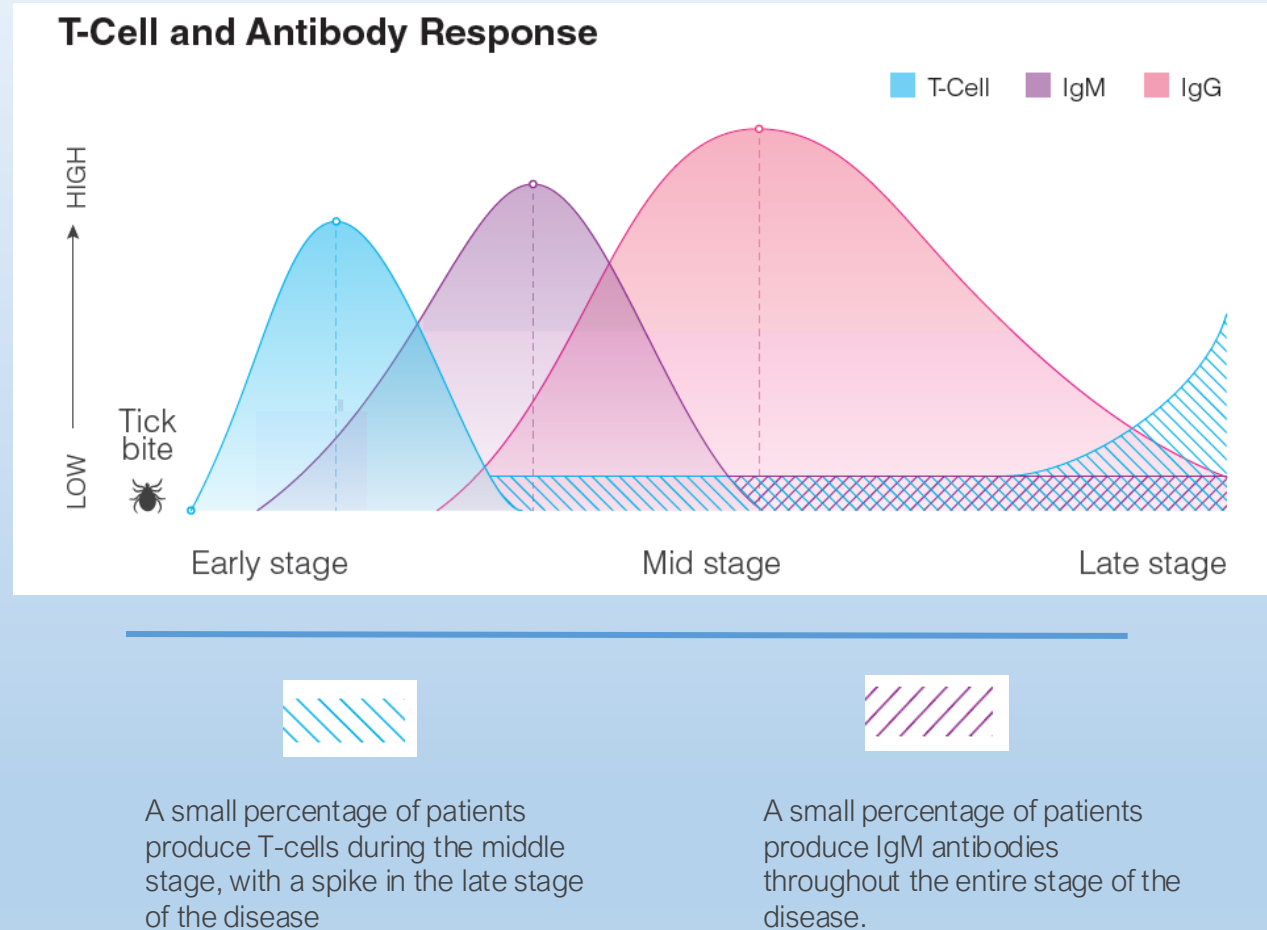 T-Cell and Antibody Response
T-Cell IgM IgG
HIGH
LOW
Tick
bite
Early stage Mid stage Late stage
A small percentage of patients
produce T-cells during the middle
stage, with a spike in the late stage
of the disease
A small percentage of patients
produce IgM antibodies
throughout the entire stage of the
disease.